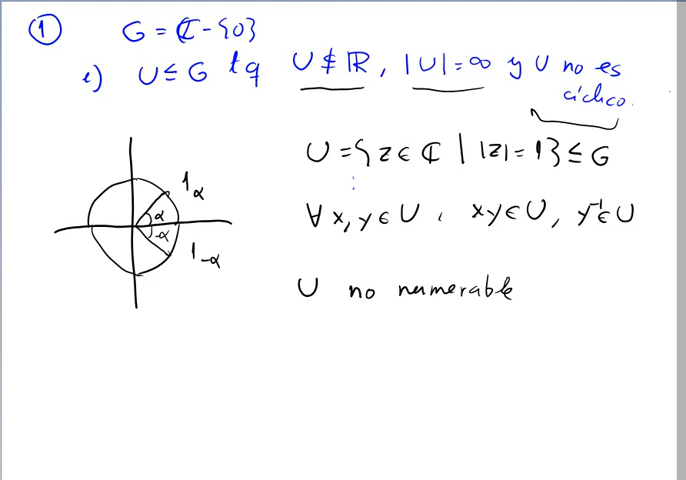 ① G = ℂ - {0}
e) U ≤ G tq U ⊄ ℝ, |U| = ∞ y U no es
cíclico.
U = {z ∈ ℂ | |z| = 1} ≤ G
∀ x, y ∈ U, xy ∈ U, y⁻¹ ∈ U
1α
α
-α
1-α
U no numerable